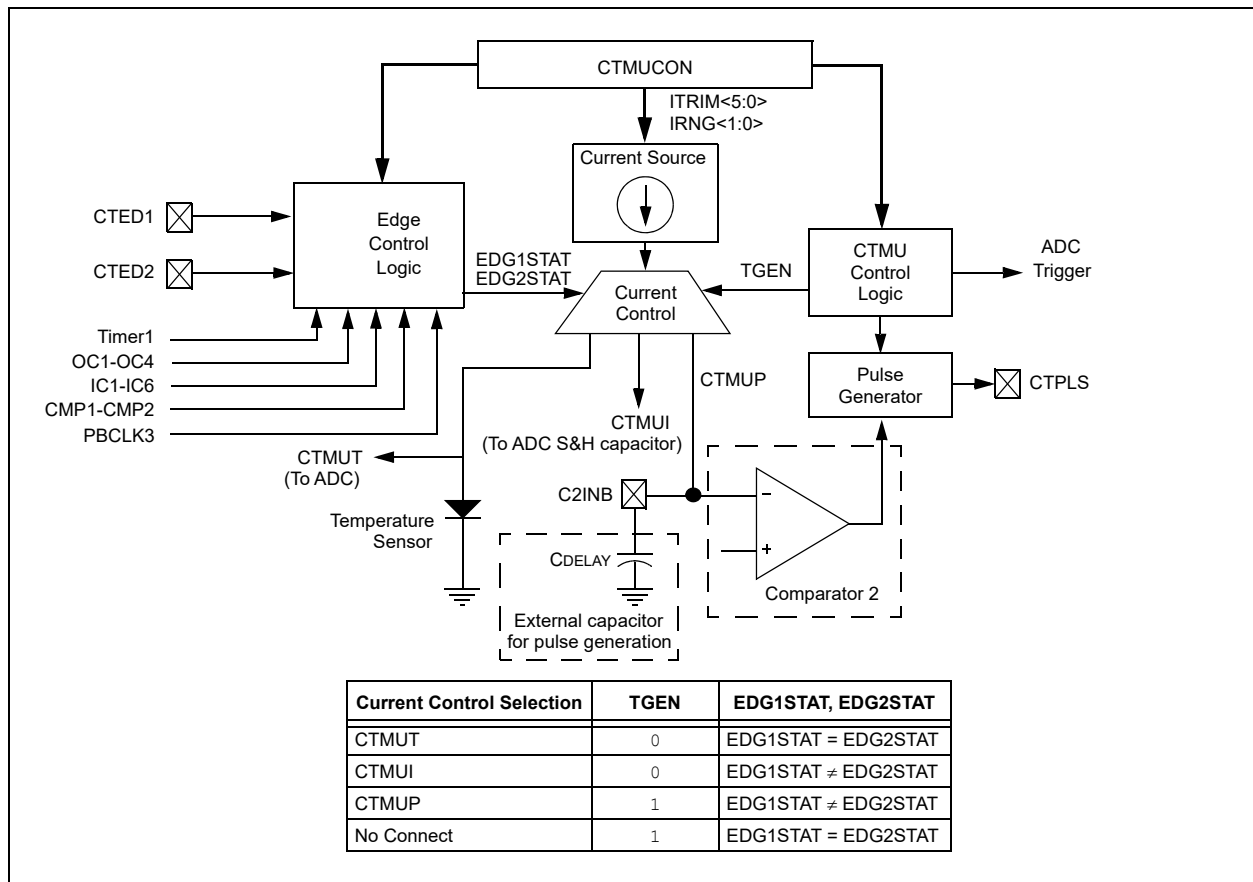 CTMUCON
ITRIM<5:0>
IRNG<1:0>
Current Source
CTED1
CTED2
Edge
Control
Logic
EDG1STAT
EDG2STAT
Current
Control
TGEN
CTMU
Control
Logic
ADC
Trigger
Timer1
OC1-OC4
IC1-IC6
CMP1-CMP2
PBCLK3
CTMUP
Pulse
Generator
CTPLS
CTMUT
(To ADC)
CTMUI
(To ADC S&H capacitor)
C2INB
−
+
Temperature
Sensor
CDELAY
Comparator 2
External capacitor
for pulse generation
Current Control Selection TGEN EDG1STAT, EDG2STAT
CTMUT 0 EDG1STAT = EDG2STAT
CTMUI 0 EDG1STAT ≠ EDG2STAT
CTMUP 1 EDG1STAT ≠ EDG2STAT
No Connect 1 EDG1STAT = EDG2STAT